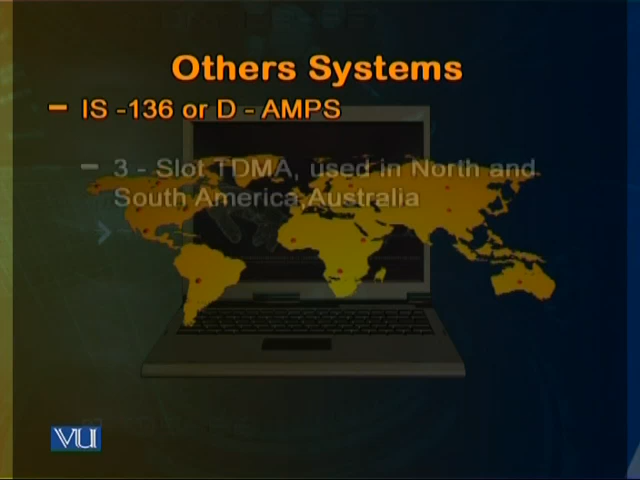 Others Systems
– IS -136 or D - AMPS
– 3 - Slot TDMA, used in North and
South America,Australia
VU